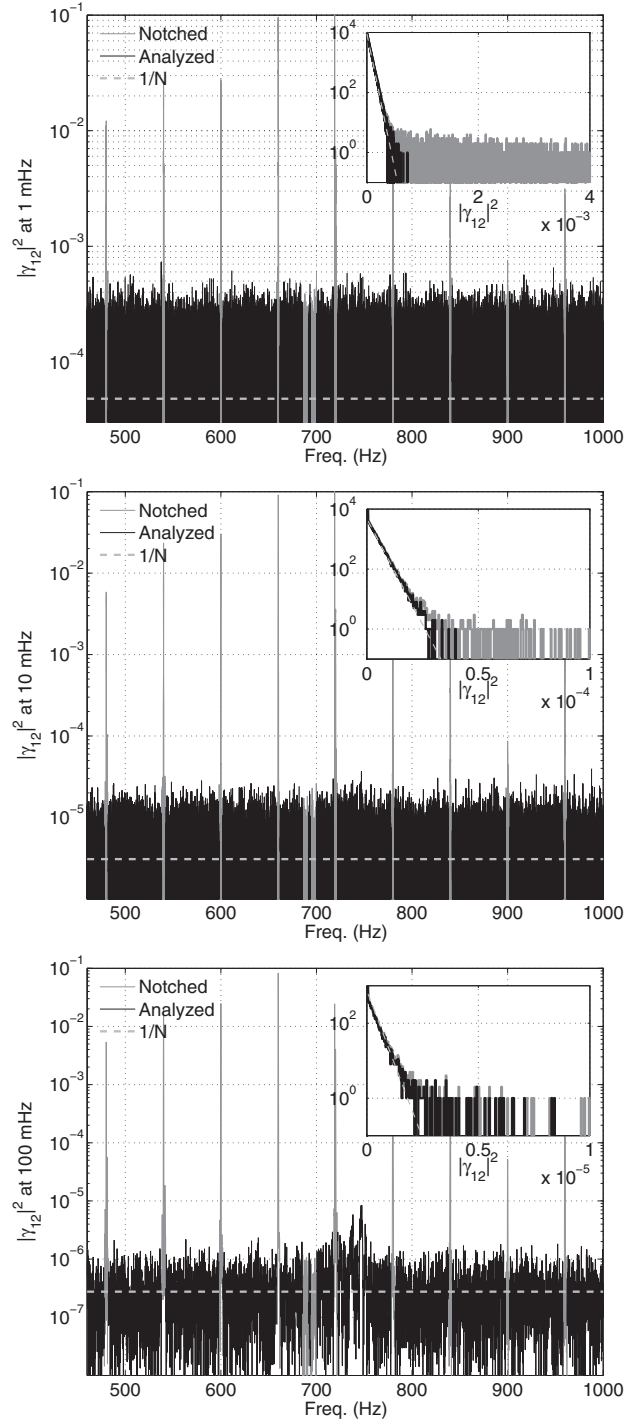 10^-1
10^-2
10^-3
10^-4
|γ12|^2 at 1 mHz
Notched
Analyzed
1/N
10^4
10^2
10^0
0 2 4
|γ12|^2
x 10^-3
500 600 700 800 900 1000
Freq. (Hz)
10^-1
10^-2
10^-3
10^-4
10^-5
|γ12|^2 at 10 mHz
Notched
Analyzed
1/N
10^4
10^2
10^0
0 0.5 1
|γ12|^2
x 10^-4
500 600 700 800 900 1000
Freq. (Hz)
10^-1
10^-2
10^-3
10^-4
10^-5
10^-6
10^-7
|γ12|^2 at 100 mHz
Notched
Analyzed
1/N
10^2
10^0
0 0.5 1
|γ12|^2
x 10^-5
500 600 700 800 900 1000
Freq. (Hz)